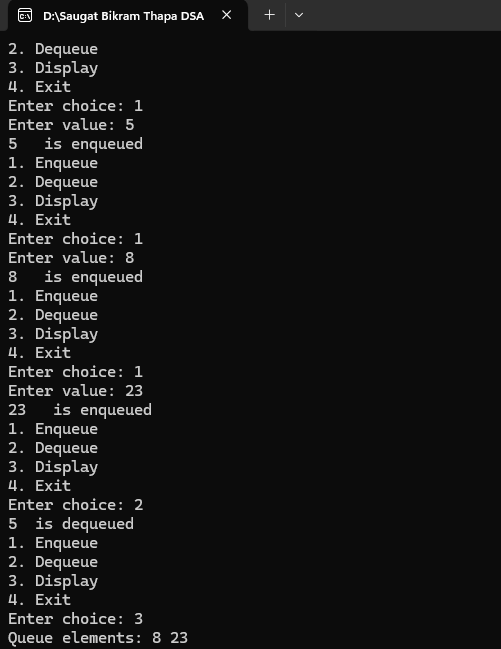 D:\Saugat Bikram Thapa DSA
2. Dequeue
3. Display
4. Exit
Enter choice: 1
Enter value: 5
5   is enqueued
1. Enqueue
2. Dequeue
3. Display
4. Exit
Enter choice: 1
Enter value: 8
8   is enqueued
1. Enqueue
2. Dequeue
3. Display
4. Exit
Enter choice: 1
Enter value: 23
23   is enqueued
1. Enqueue
2. Dequeue
3. Display
4. Exit
Enter choice: 2
5  is dequeued
1. Enqueue
2. Dequeue
3. Display
4. Exit
Enter choice: 3
Queue elements: 8 23